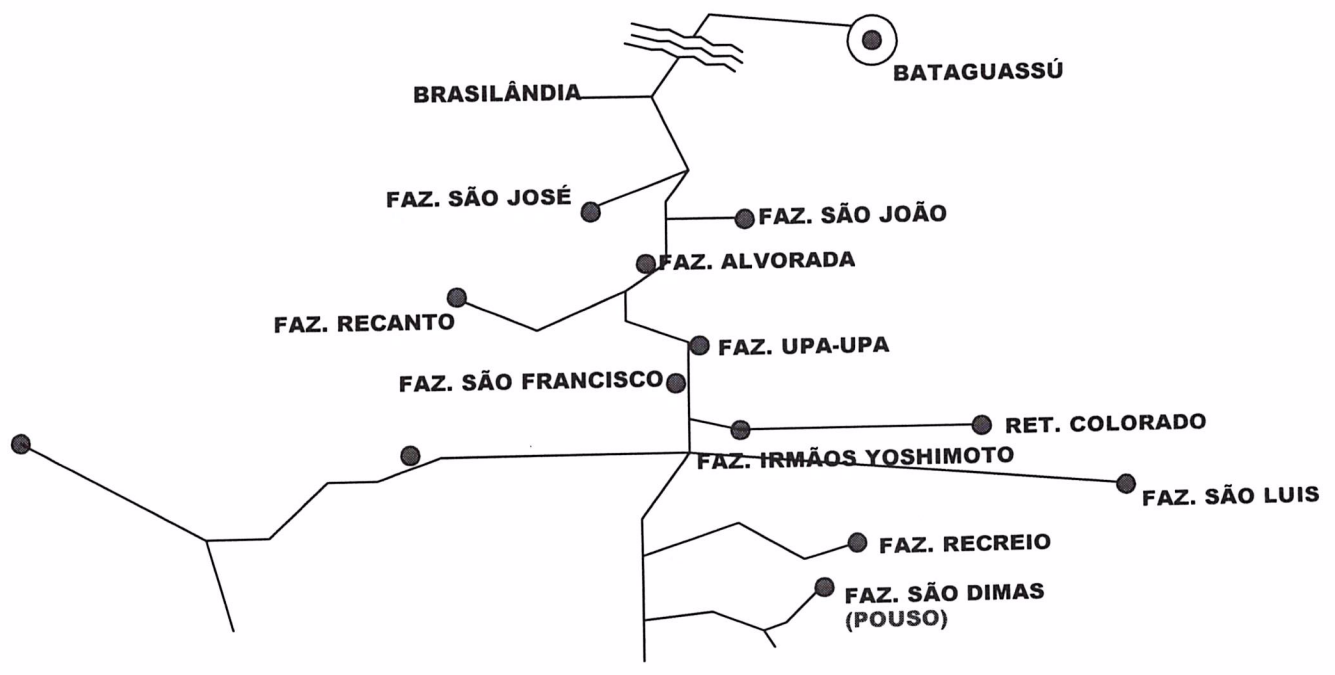 BATAGUASSÚ
BRASILÂNDIA
FAZ. SÃO JOSÉ
FAZ. SÃO JOÃO
FAZ. ALVORADA
FAZ. RECANTO
FAZ. UPA-UPA
FAZ. SÃO FRANCISCO
RET. COLORADO
FAZ. IRMÃOS YOSHIMOTO
FAZ. SÃO LUIS
FAZ. RECREIO
FAZ. SÃO DIMAS
(POUSO)